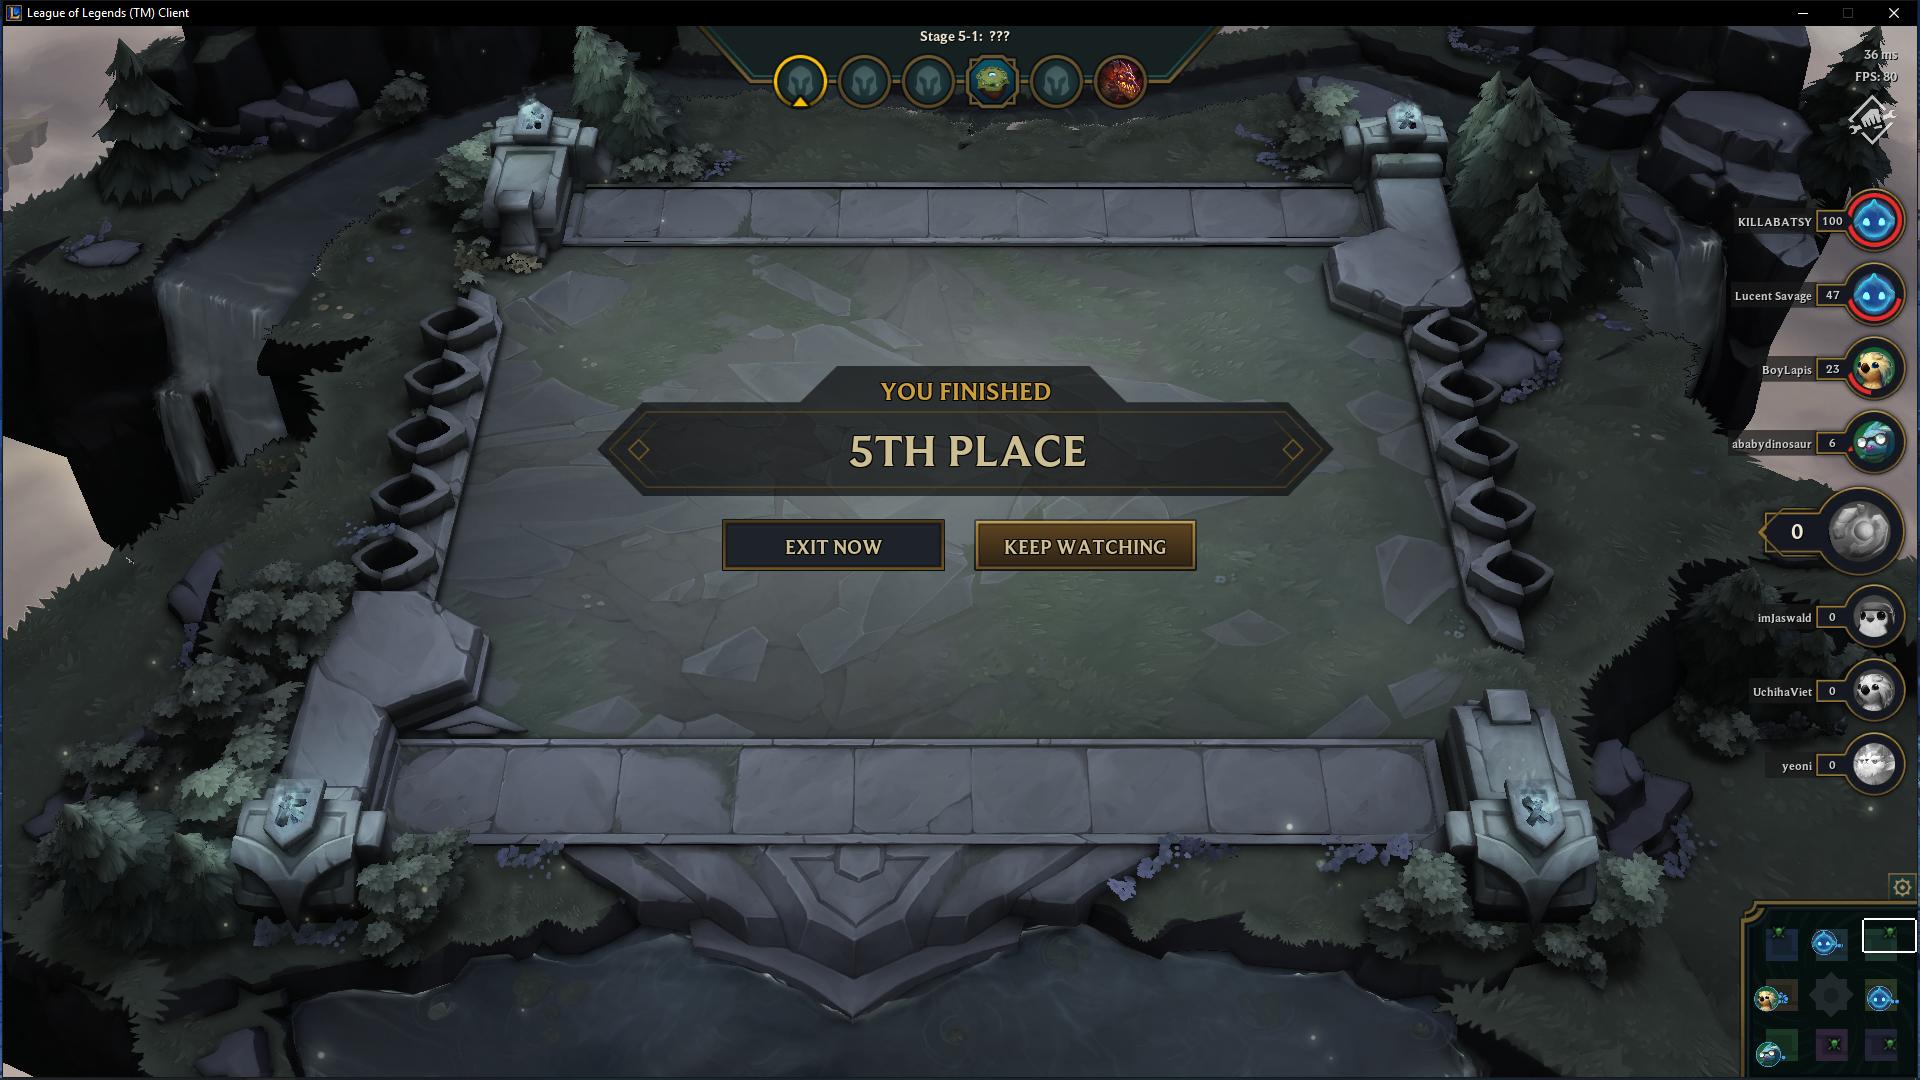 League of Legends (TM) Client
Stage 5-1: ???
36 ms
FPS: 80
KILLABATSY 100
Lucent Savage 47
BoyLapis 23
ababydinosaur 6
YOU FINISHED
5TH PLACE
0
EXIT NOW
KEEP WATCHING
imJaswald 0
UchihaViet 0
yeoni 0